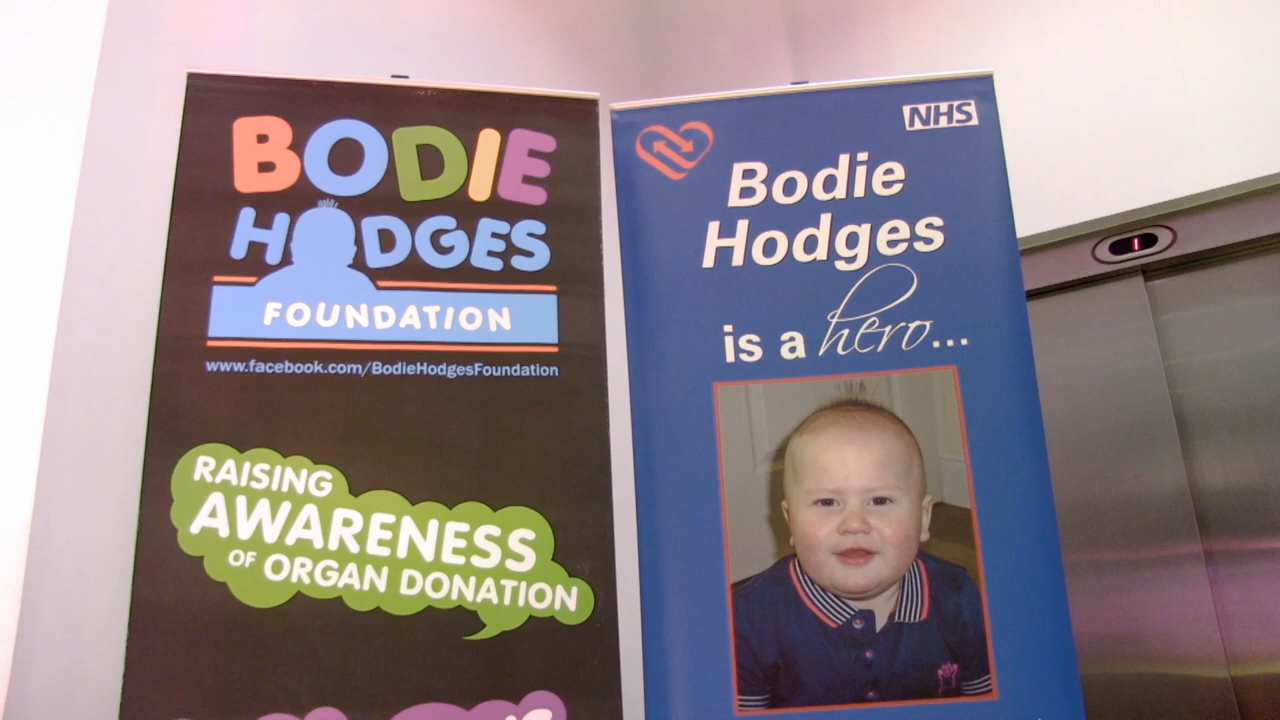 BODIE
HODGES
FOUNDATION
www.facebook.com/BodieHodgesFoundation
RAISING
AWARENESS
OF ORGAN DONATION
NHS
Bodie
Hodges
is a hero...